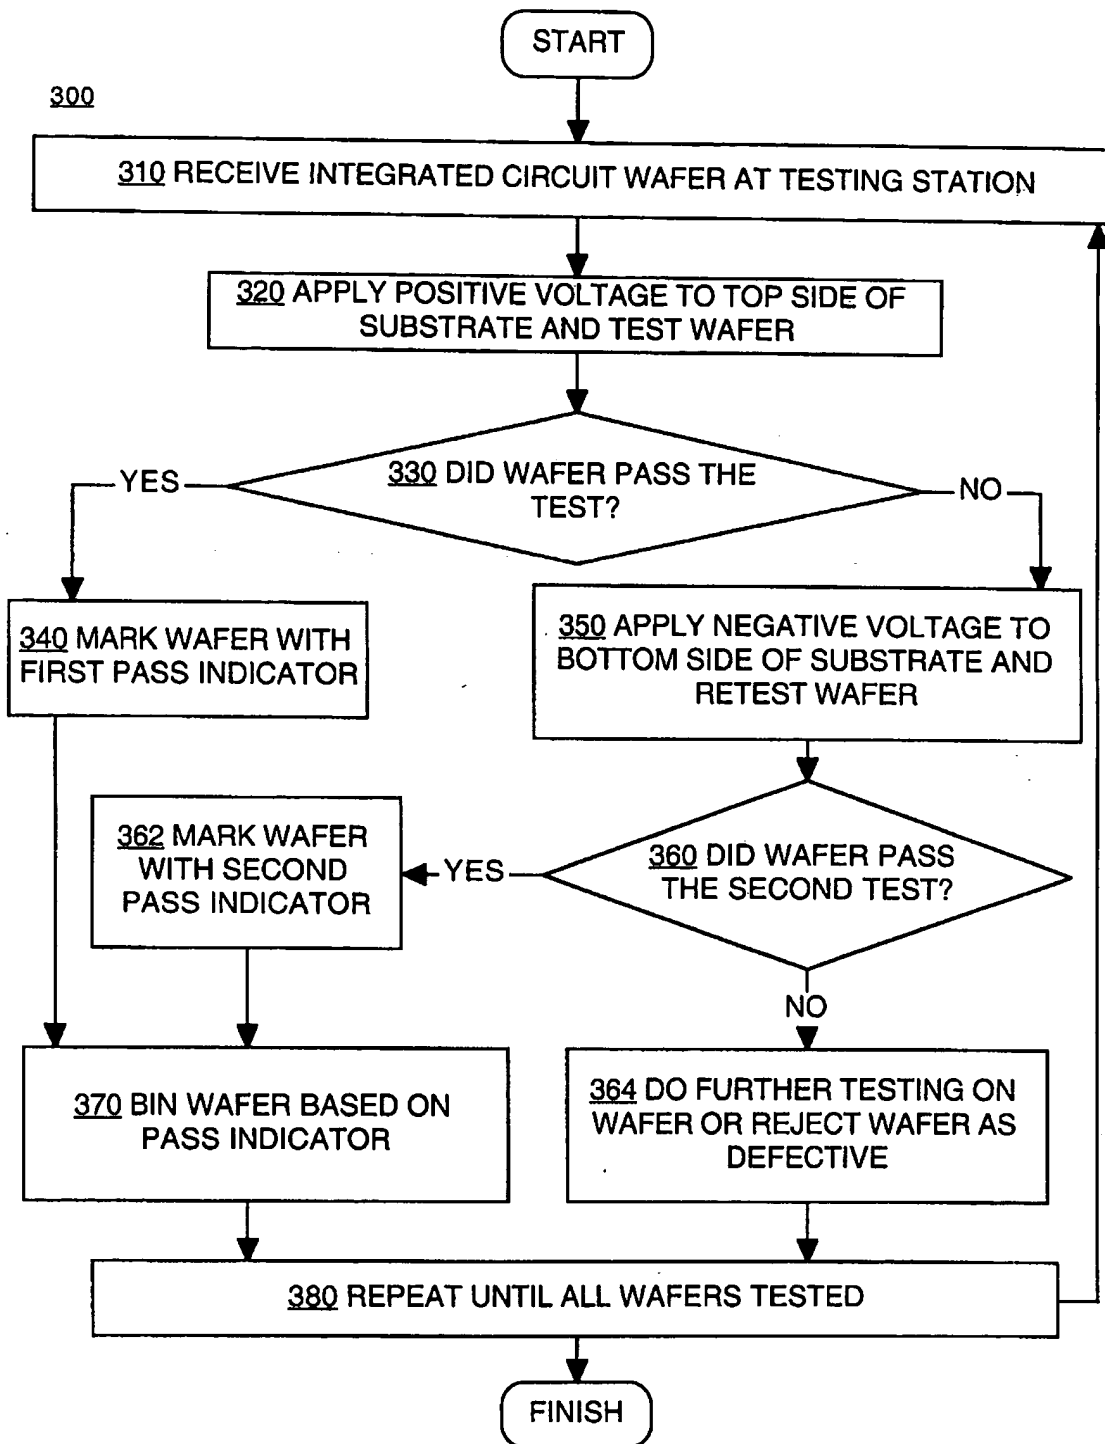 START
300
310 RECEIVE INTEGRATED CIRCUIT WAFER AT TESTING STATION
320 APPLY POSITIVE VOLTAGE TO TOP SIDE OF
SUBSTRATE AND TEST WAFER
330 DID WAFER PASS THE
TEST?
YES
NO
340 MARK WAFER WITH
FIRST PASS INDICATOR
350 APPLY NEGATIVE VOLTAGE TO
BOTTOM SIDE OF SUBSTRATE AND
RETEST WAFER
362 MARK WAFER
WITH SECOND
PASS INDICATOR
YES
360 DID WAFER PASS
THE SECOND TEST?
NO
370 BIN WAFER BASED ON
PASS INDICATOR
364 DO FURTHER TESTING ON
WAFER OR REJECT WAFER AS
DEFECTIVE
380 REPEAT UNTIL ALL WAFERS TESTED
FINISH